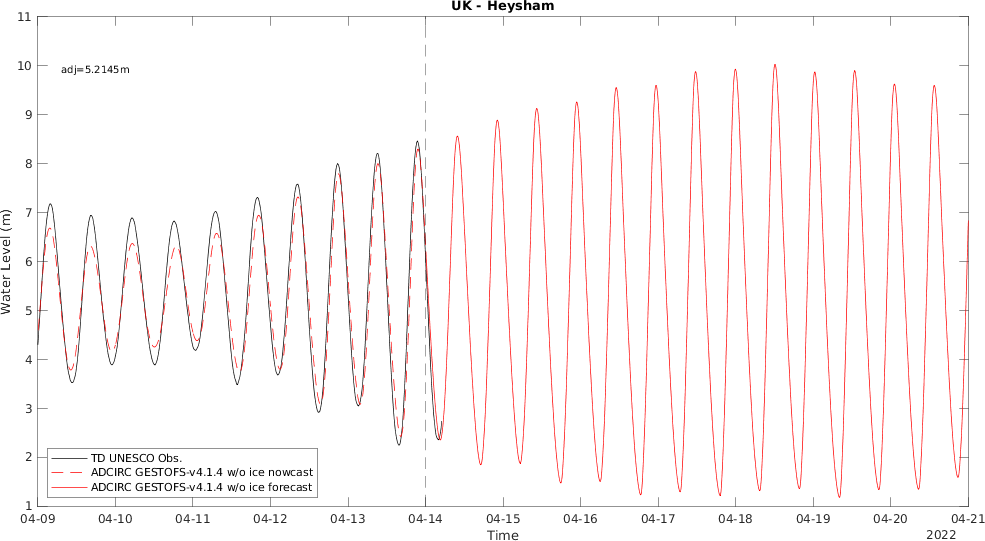 UK - Heysham
adj=5.2145m
11
10
9
8
7
6
5
4
3
2
1
Water Level (m)
TD UNESCO Obs.
ADCIRC GESTOFS-v4.1.4 w/o ice nowcast
ADCIRC GESTOFS-v4.1.4 w/o ice forecast
04-09 04-10 04-11 04-12 04-13 04-14 04-15 04-16 04-17 04-18 04-19 04-20 04-21
Time
2022